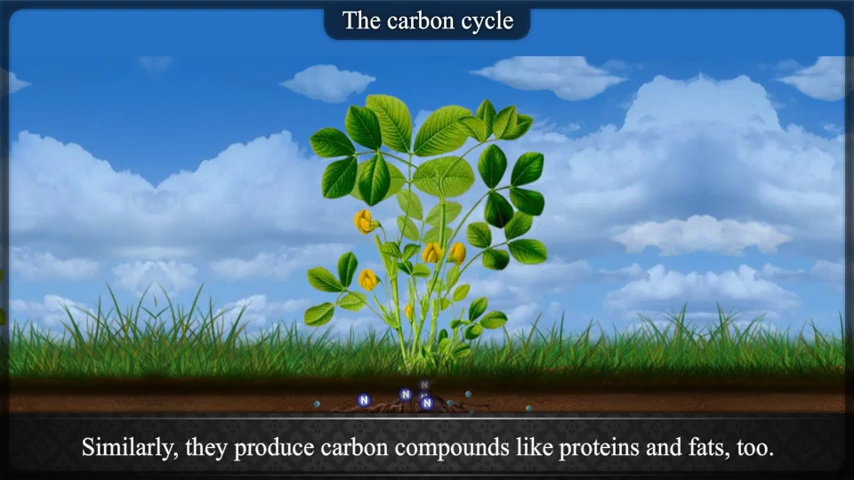 The carbon cycle
N
N
N
N
Similarly, they produce carbon compounds like proteins and fats, too.